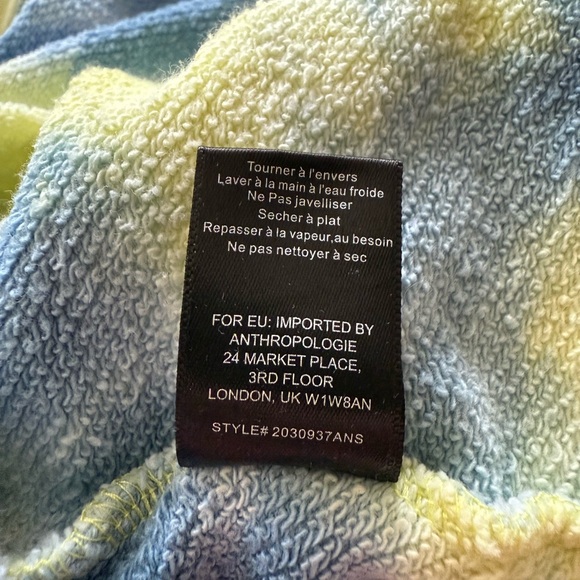 Tourner à l'envers
Laver à la main à l'eau froide
Ne Pas javelliser
Secher à plat
Repasser à la vapeur,au besoin
Ne pas nettoyer à sec
FOR EU: IMPORTED BY
ANTHROPOLOGIE
24 MARKET PLACE,
3RD FLOOR
LONDON, UK W1W8AN
STYLE# 2030937ANS